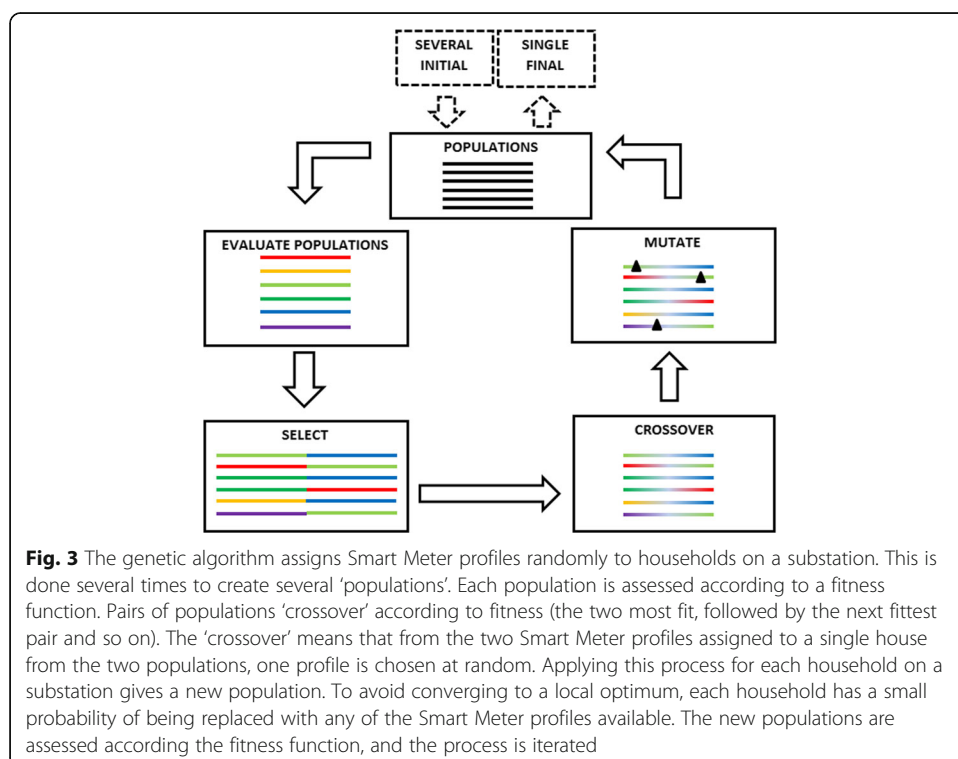 SEVERAL
INITIAL
SINGLE
FINAL
POPULATIONS
EVALUATE POPULATIONS
MUTATE
SELECT
CROSSOVER
Fig. 3 The genetic algorithm assigns Smart Meter profiles randomly to households on a substation. This is
done several times to create several ‘populations’. Each population is assessed according to a fitness
function. Pairs of populations ‘crossover’ according to fitness (the two most fit, followed by the next fittest
pair and so on). The ‘crossover’ means that from the two Smart Meter profiles assigned to a single house
from the two populations, one profile is chosen at random. Applying this process for each household on a
substation gives a new population. To avoid converging to a local optimum, each household has a small
probability of being replaced with any of the Smart Meter profiles available. The new populations are
assessed according the fitness function, and the process is iterated